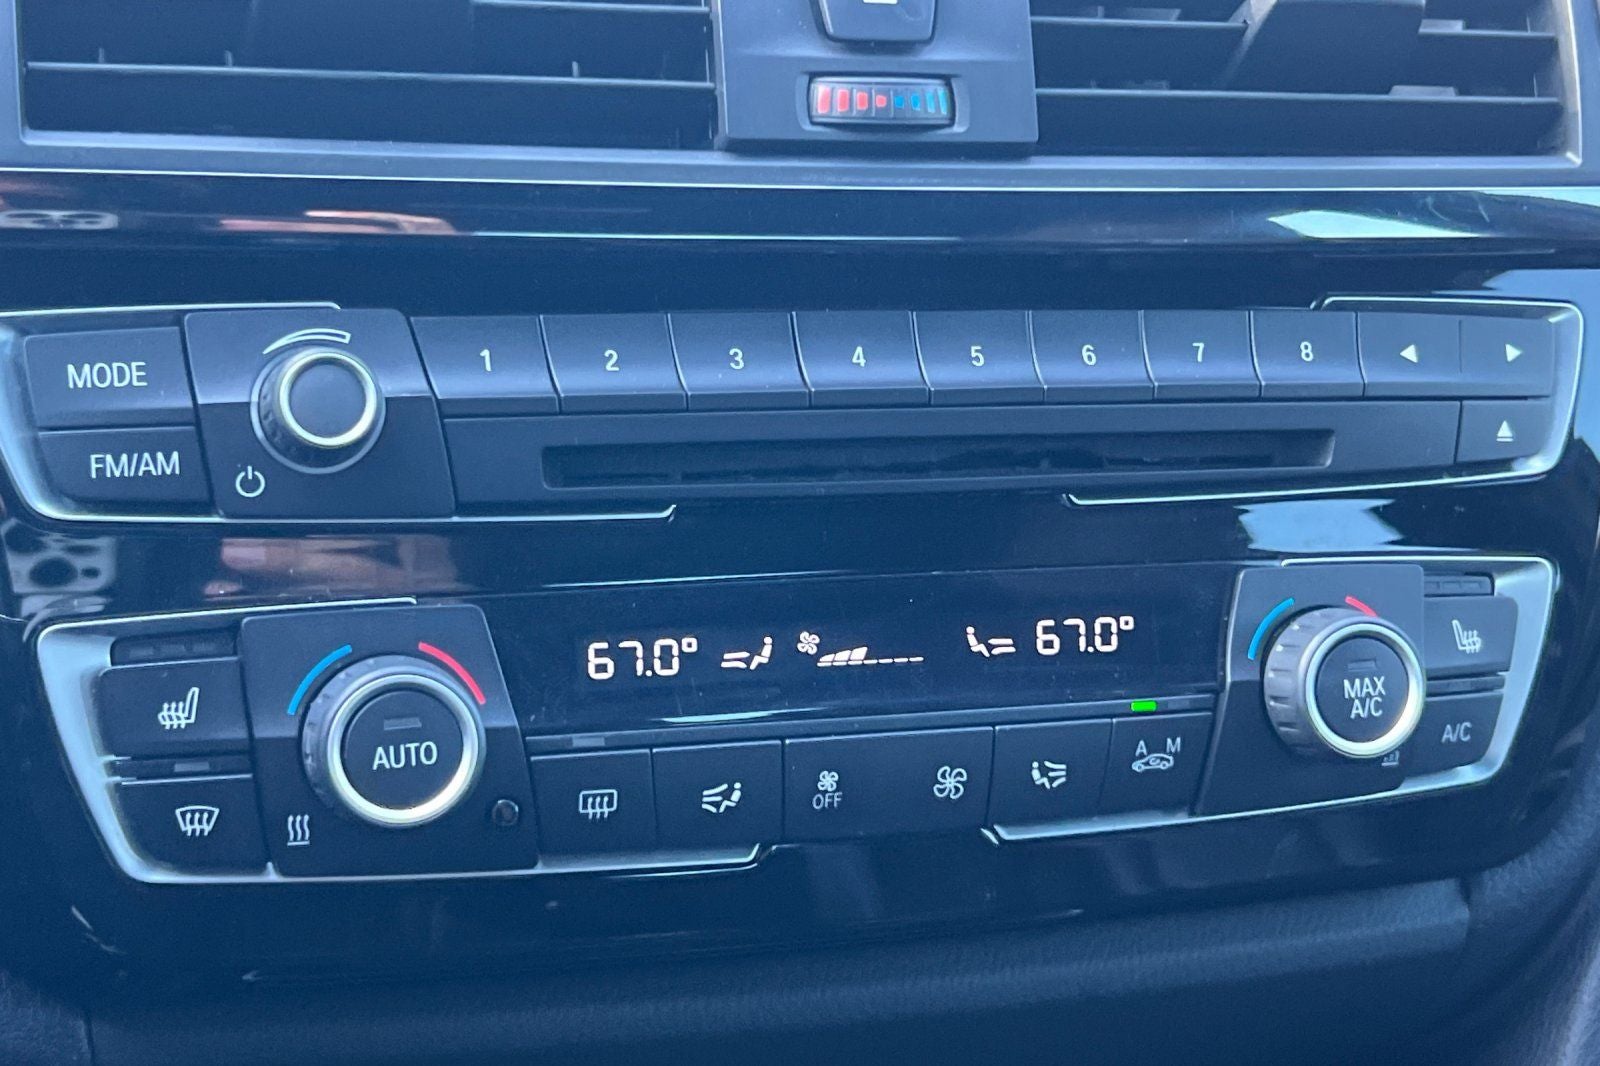 MODE
1 2 3 4 5 6 7 8
FM/AM
67.0° 67.0°
MAX
A/C
A/C
AUTO
A M
OFF